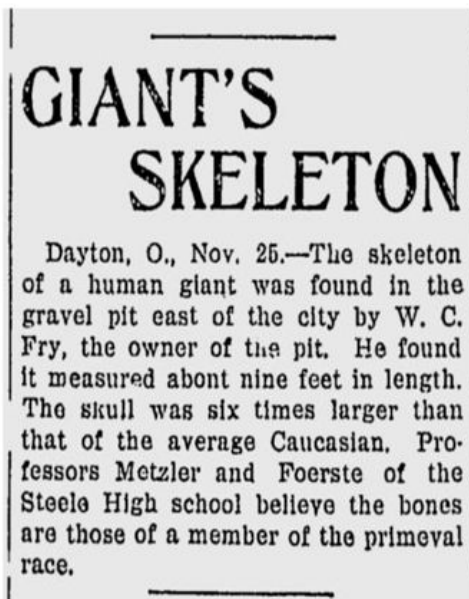 GIANT'S
SKELETON
Dayton, O., Nov. 25.—The skeleton
of a human giant was found in the
gravel pit east of the city by W. C.
Fry, the owner of the pit. He found
it measured abont nine feet in length.
The skull was six times larger than
that of the average Caucasian. Pro-
fessors Metzler and Foerste of the
Steele High school believe the bones
are those of a member of the primeval
race.